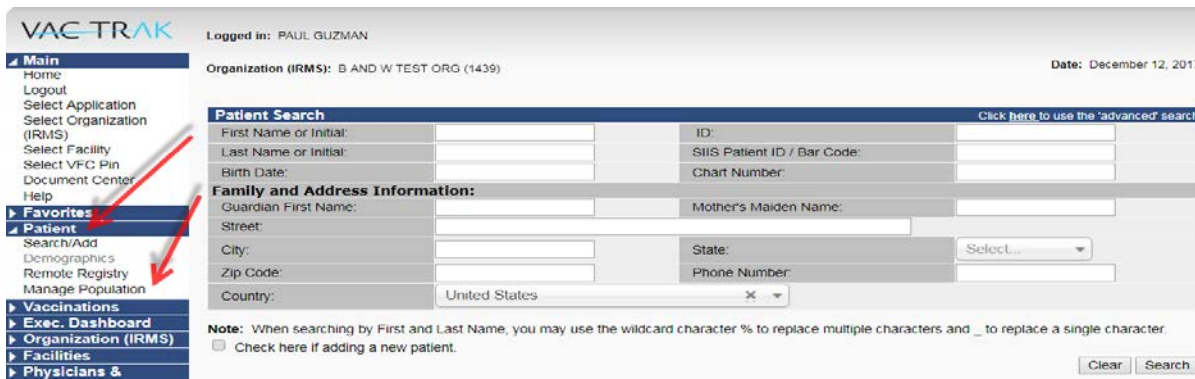 VAC TRAK
Logged in: PAUL GUZMAN
Organization (IRMS): B AND W TEST ORG (1439)
Date: December 12, 201
Main
Home
Logout
Select Application
Select Organization
(IRMS)
Select Facility
Select VFC Pin
Document Center
Help
Favorites
Patient
Search/Add
Demographics
Remote Registry
Manage Population
Vaccinations
Exec. Dashboard
Organization (IRMS)
Facilities
Physicians &
Patient Search Click here to use the 'advanced' search
First Name or Initial: ID:
Last Name or Initial: SIIS Patient ID / Bar Code:
Birth Date: Chart Number:
Family and Address Information:
Guardian First Name: Mother's Maiden Name:
Street:
City: State: Select...
Zip Code: Phone Number:
Country: United States
Note: When searching by First and Last Name, you may use the wildcard character % to replace multiple characters and _ to replace a single character.
Check here if adding a new patient.
Clear Search